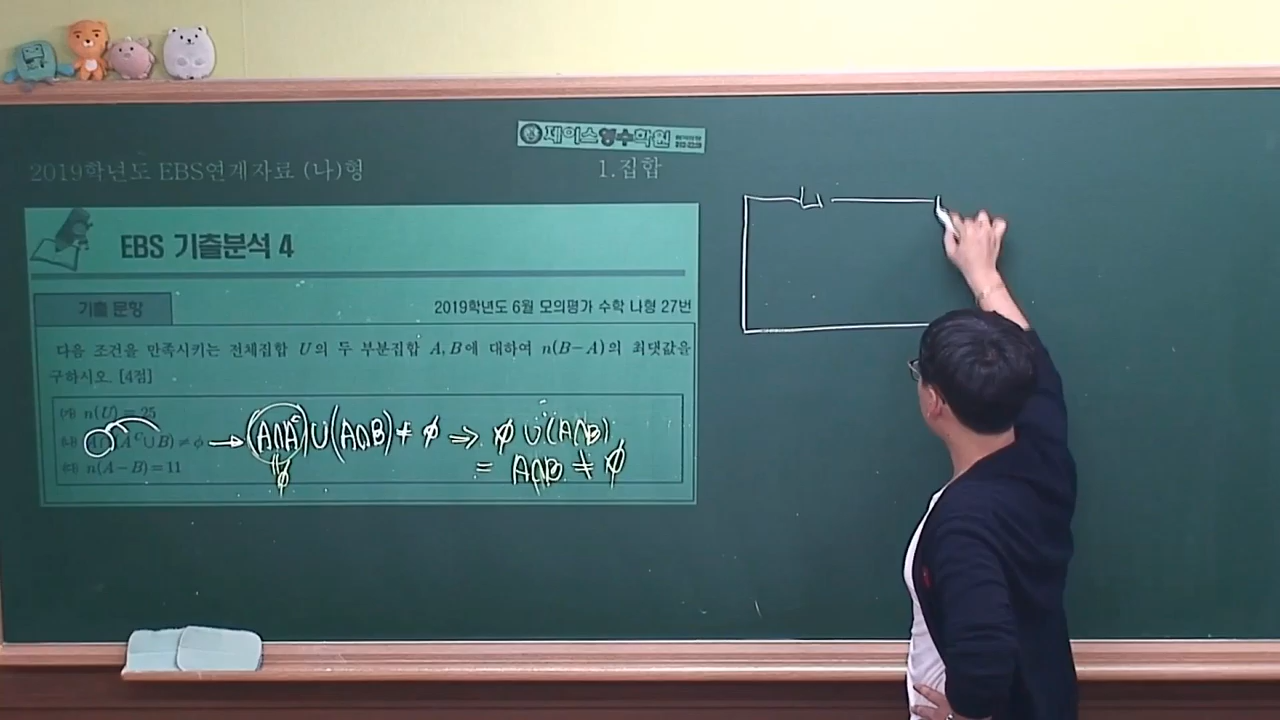 제이스영수학원
2019학년도 EBS연계자료 (나)형
1.집합
EBS 기출분석 4
기출 문항
2019학년도 6월 모의평가 수학 나형 27번
다음 조건을 만족시키는 전체집합 U의 두 부분집합 A, B에 대하여 n(B-A)의 최댓값을
구하시오. [4점]
(가) n(U)=25
(나) A∩(A^C∪B)≠∅ → (A∩A^c)∪(A∩B)≠∅ ⇒ ∅∪(A∩B)
∅
= A∩B ≠ ∅
(다) n(A-B)=11
U